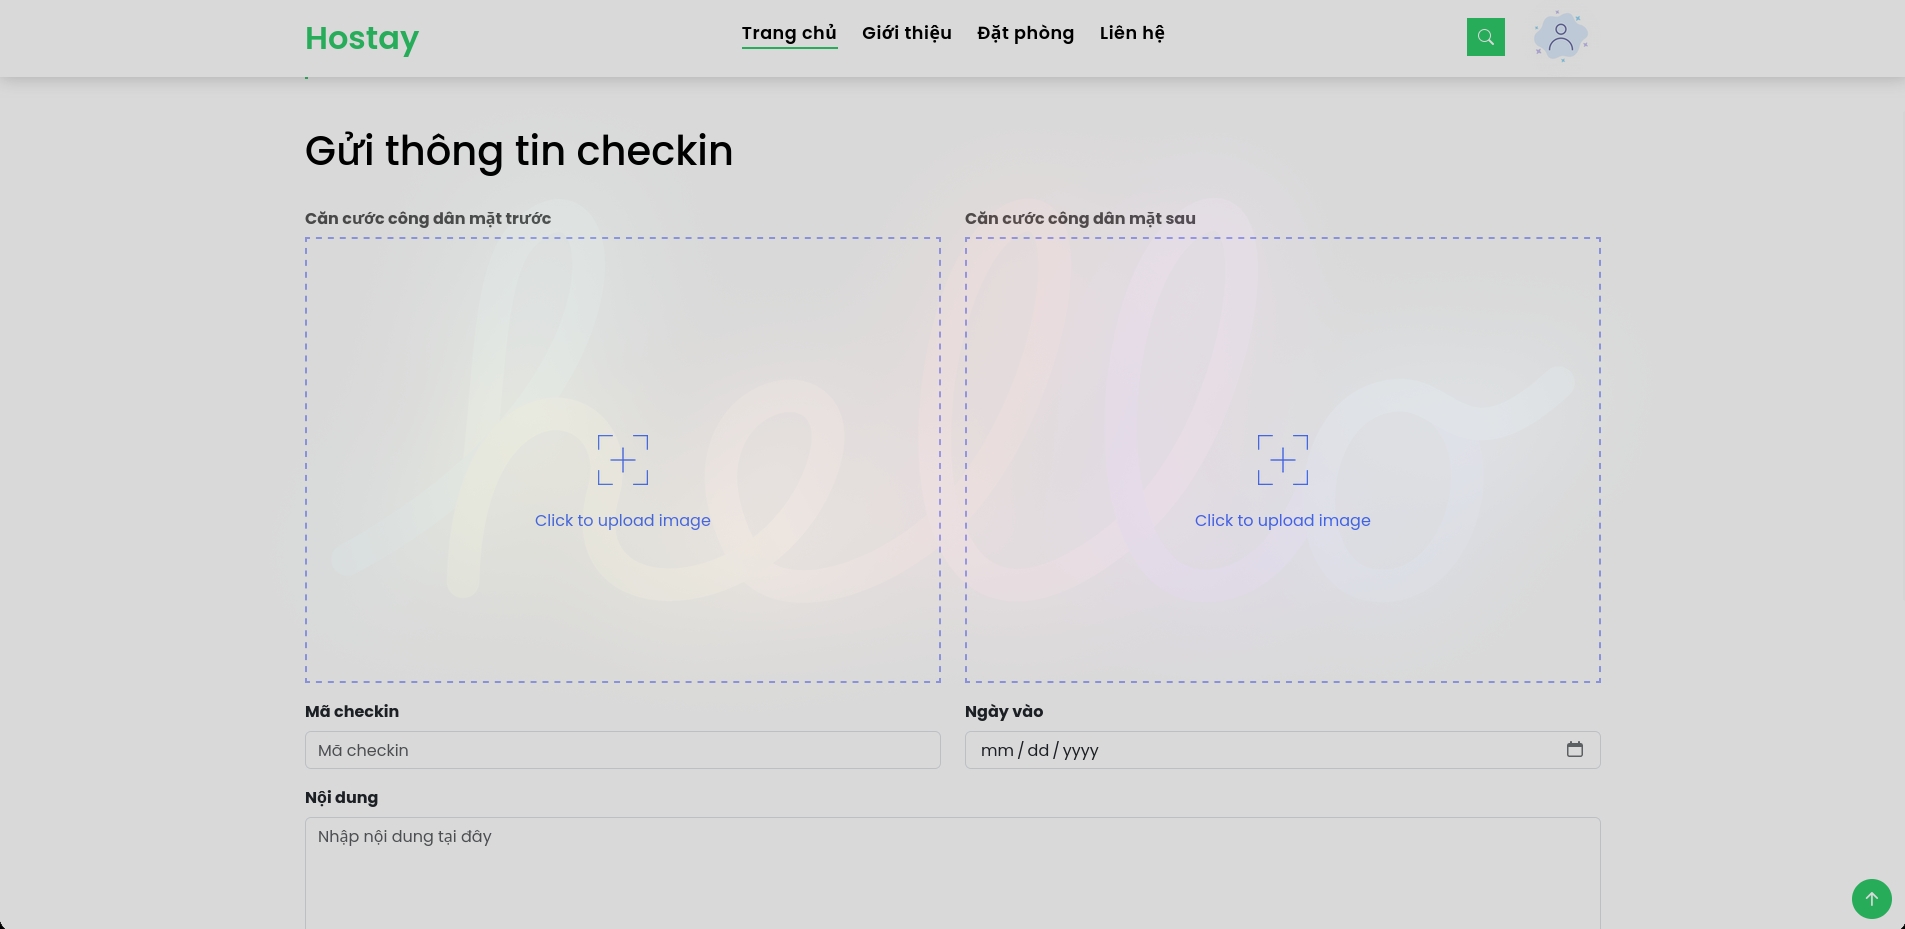 Hostay
Trang chủ Giới thiệu Đặt phòng Liên hệ
Gửi thông tin checkin
Căn cước công dân mặt trước
Căn cước công dân mặt sau
hello
Click to upload image
Click to upload image
Mã checkin
Ngày vào
Mã checkin
mm/dd/yyyy
Nội dung
Nhập nội dung tại đây